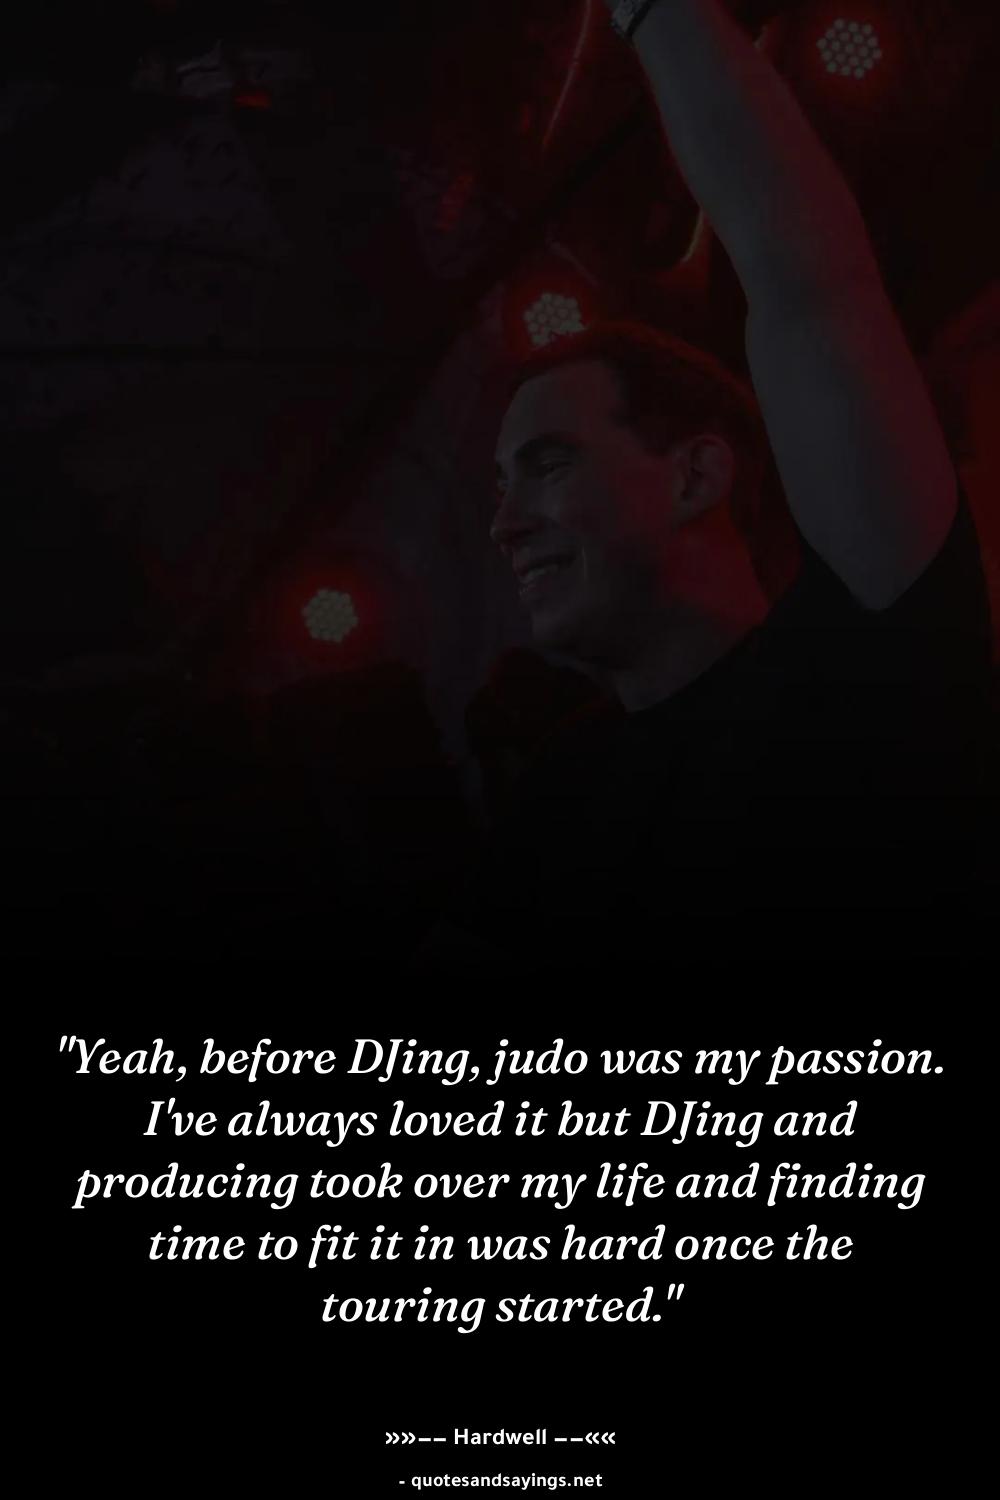 "Yeah, before DJing, judo was my passion.
I've always loved it but DJing and
producing took over my life and finding
time to fit it in was hard once the
touring started."
»»−− Hardwell −−««
- quotesandsayings.net